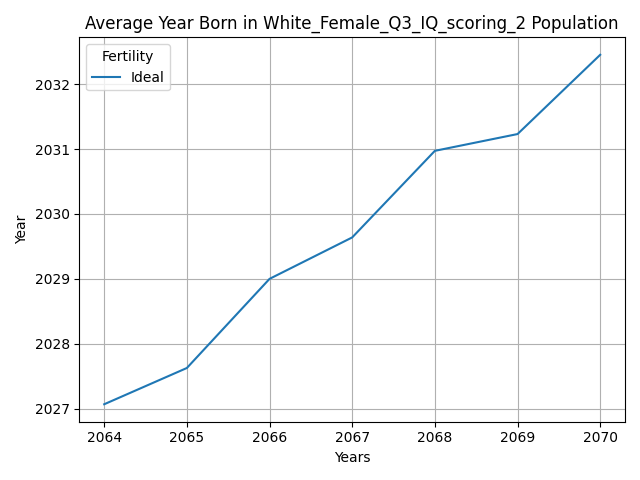 Average Year Born in White_Female_Q3_IQ_scoring_2 Population
Fertility
Ideal
2032
2031
2030
2029
2028
2027
Year
2064 2065 2066 2067 2068 2069 2070
Years